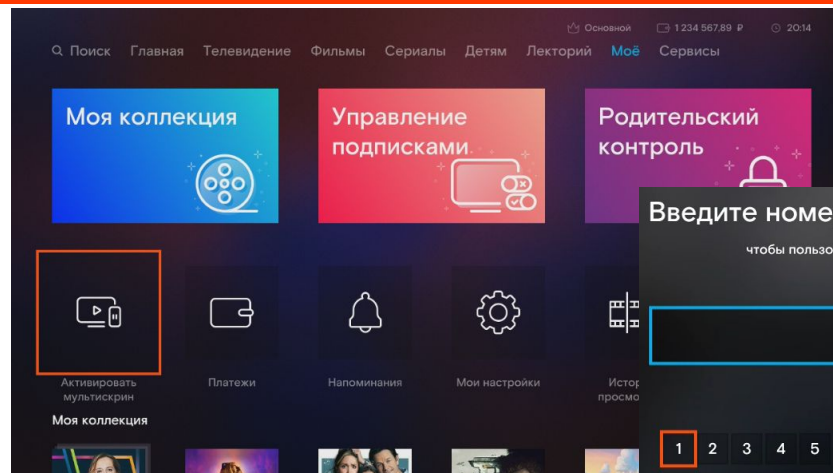 Основной 1 234 567,89 ₽ 20:14
Поиск Главная Телевидение Фильмы Сериалы Детям Лекторий Моё Сервисы
Моя коллекция
Управление
подписками
Родительский
контроль
Введите номе
чтобы пользо
Активировать
мультискрин
Платежи
Напоминания
Мои настройки
Истор
просмо
Моя коллекция
1 2 3 4 5